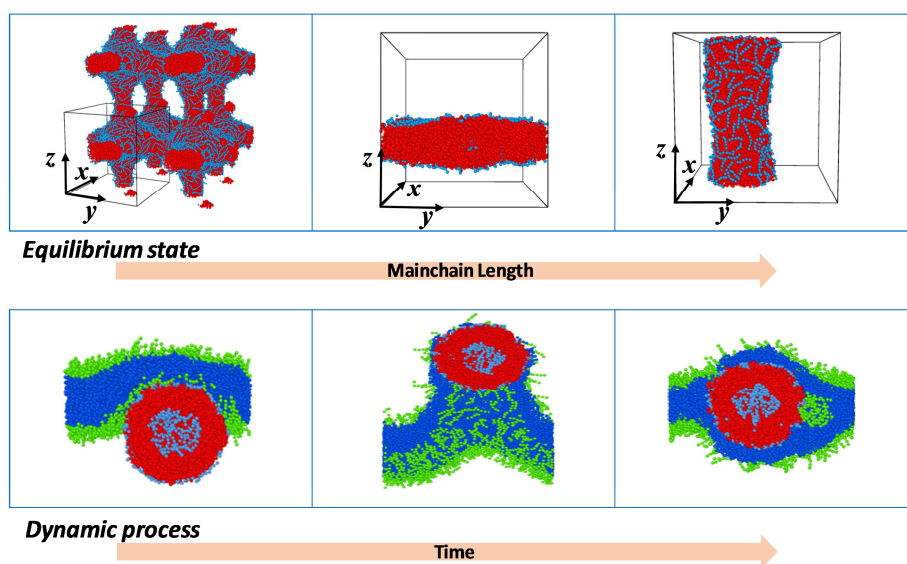 z
x
y
z
x
y
z
x
y
Equilibrium state
Mainchain Length
Dynamic process
Time